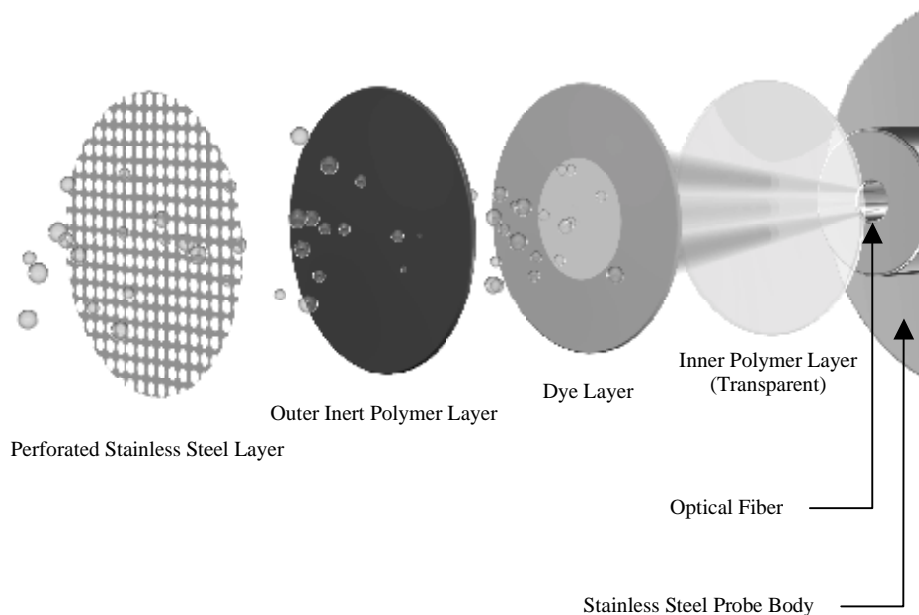 Perforated Stainless Steel Layer
Outer Inert Polymer Layer
Dye Layer
Inner Polymer Layer
(Transparent)
Optical Fiber
Stainless Steel Probe Body